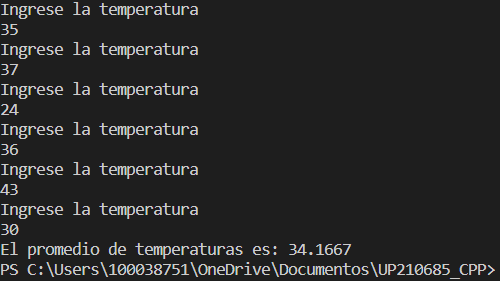 Ingrese la temperatura
35
Ingrese la temperatura
37
Ingrese la temperatura
24
Ingrese la temperatura
36
Ingrese la temperatura
43
Ingrese la temperatura
30
El promedio de temperaturas es: 34.1667
PS C:\Users\100038751\OneDrive\Documentos\UP210685_CPP>